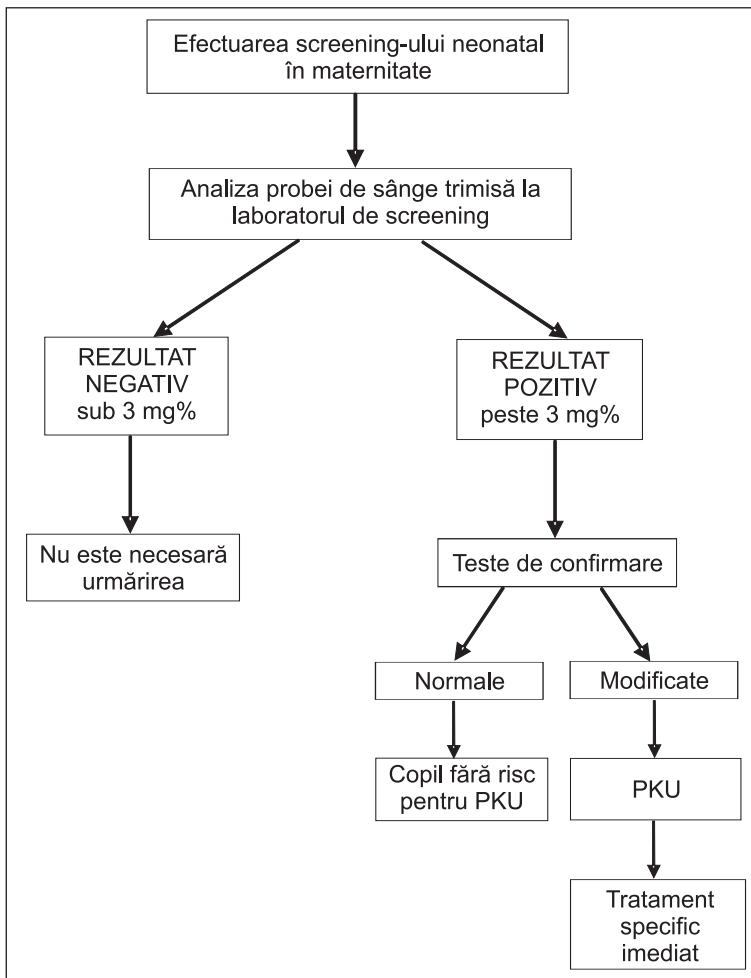 Efectuarea screening-ului neonatal
în maternitate
Analiza probei de sânge trimisă la
laboratorul de screening
REZULTAT
NEGATIV
sub 3 mg%
REZULTAT
POZITIV
peste 3 mg%
Nu este necesară
urmărirea
Teste de confirmare
Normale
Modificate
Copil fără risc
pentru PKU
PKU
Tratament
specific
imediat